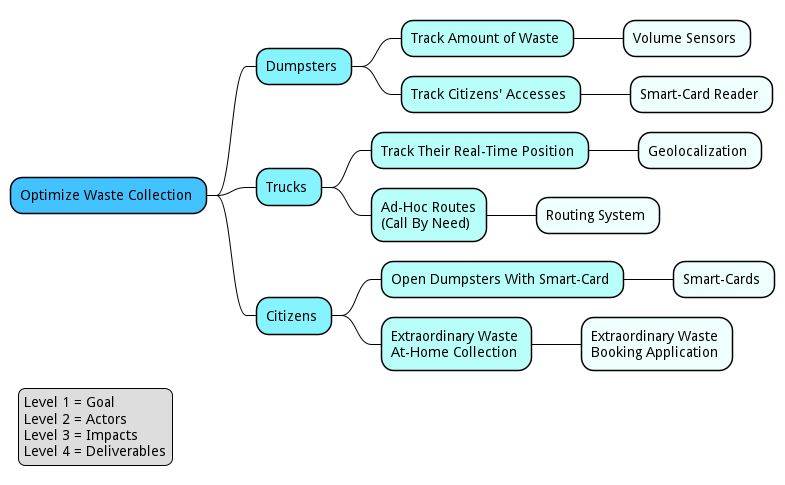 Optimize Waste Collection
Dumpsters
Track Amount of Waste
Volume Sensors
Track Citizens' Accesses
Smart-Card Reader
Trucks
Track Their Real-Time Position
Geolocalization
Ad-Hoc Routes
(Call By Need)
Routing System
Citizens
Open Dumpsters With Smart-Card
Smart-Cards
Extraordinary Waste
At-Home Collection
Extraordinary Waste
Booking Application
Level 1 = Goal
Level 2 = Actors
Level 3 = Impacts
Level 4 = Deliverables